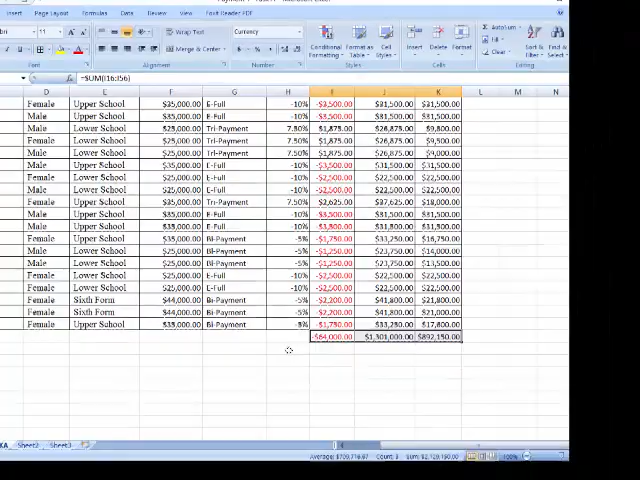 Insert Page Layout Formulas Data Review View Foxit Reader PDF
Wrap Text Currency AutoSum
Merge & Center $ % , Conditional Formatting Format as Table Cell Styles Insert Delete Format Sort & Filter Find & Select
Font Alignment Number Styles Cells Editing
=SUM(I16:I56)
D E F G H I J K L M N
Female Upper School $35,000.00 E-Full -10% -$3,500.00 $31,500.00 $31,500.00
Male Upper School $35,000.00 E-Full -10% -$3,500.00 $31,500.00 $31,500.00
Male Lower School $25,000.00 Tri-Payment 7.50% $1,875.00 $26,875.00 $9,800.00
Female Lower School $25,000.00 Tri-Payment 7.50% $1,875.00 $26,875.00 $9,500.00
Male Lower School $25,000.00 Tri-Payment 7.50% $1,875.00 $26,875.00 $9,000.00
Male Upper School $35,000.00 E-Full -10% -$3,500.00 $31,500.00 $31,500.00
Female Lower School $25,000.00 E-Full -10% -$2,500.00 $22,500.00 $22,500.00
Male Lower School $25,000.00 E-Full -10% -$2,500.00 $22,500.00 $22,500.00
Female Upper School $35,000.00 Tri-Payment 7.50% $2,625.00 $37,625.00 $18,000.00
Male Upper School $35,000.00 E-Full -10% -$3,500.00 $31,500.00 $31,500.00
Male Upper School $35,000.00 E-Full -10% -$3,500.00 $31,500.00 $31,500.00
Female Upper School $35,000.00 Bi-Payment -5% -$1,750.00 $33,250.00 $16,750.00
Male Lower School $25,000.00 Bi-Payment -5% -$1,250.00 $23,750.00 $14,000.00
Male Lower School $25,000.00 Bi-Payment -5% -$1,250.00 $23,750.00 $13,500.00
Female Lower School $25,000.00 E-Full -10% -$2,500.00 $22,500.00 $22,500.00
Female Lower School $25,000.00 E-Full -10% -$2,500.00 $22,500.00 $22,500.00
Female Sixth Form $44,000.00 Bi-Payment -5% -$2,200.00 $41,800.00 $21,800.00
Female Sixth Form $44,000.00 Bi-Payment -5% -$2,200.00 $41,800.00 $21,000.00
Female Upper School $35,000.00 Bi-Payment -5% -$1,750.00 $33,250.00 $17,800.00
-$64,000.00 $1,301,000.00 $892,150.00
Sheet2 Sheet3
Average: $709,716.67 Count: 3 Sum: $2,129,150.00 100%